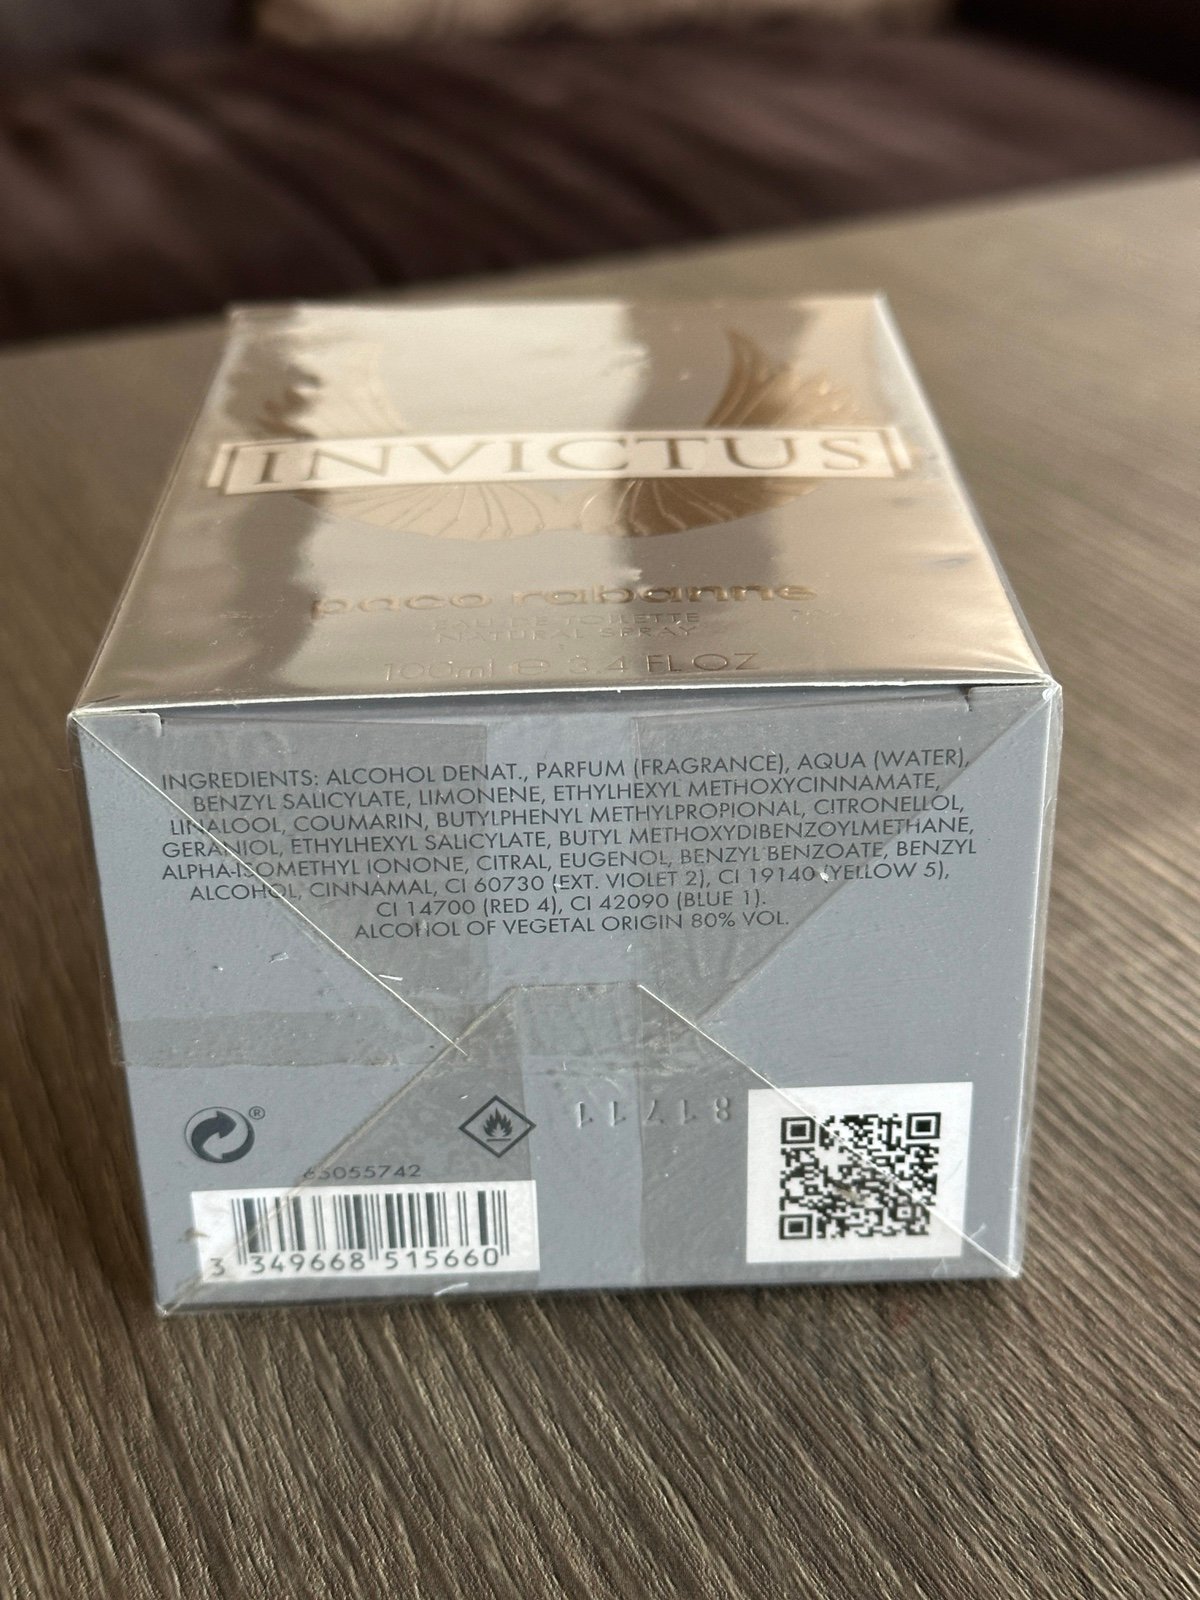 INVICTUS
paco rabanne
EAU DE TOILETTE
NATURAL SPRAY
100ml ℮ 3.4 FL OZ
INGREDIENTS: ALCOHOL DENAT., PARFUM (FRAGRANCE), AQUA (WATER),
BENZYL SALICYLATE, LIMONENE, ETHYLHEXYL METHOXYCINNAMATE,
LINALOOL, COUMARIN, BUTYLPHENYL METHYLPROPIONAL, CITRONELLOL,
GERANIOL, ETHYLHEXYL SALICYLATE, BUTYL METHOXYDIBENZOYLMETHANE,
ALPHA-ISOMETHYL IONONE, CITRAL, EUGENOL, BENZYL BENZOATE, BENZYL
ALCOHOL, CINNAMAL, CI 60730 (EXT. VIOLET 2), CI 19140 (YELLOW 5),
CI 14700 (RED 4), CI 42090 (BLUE 1).
ALCOHOL OF VEGETAL ORIGIN 80% VOL.
®
65055742
3 349668 515660